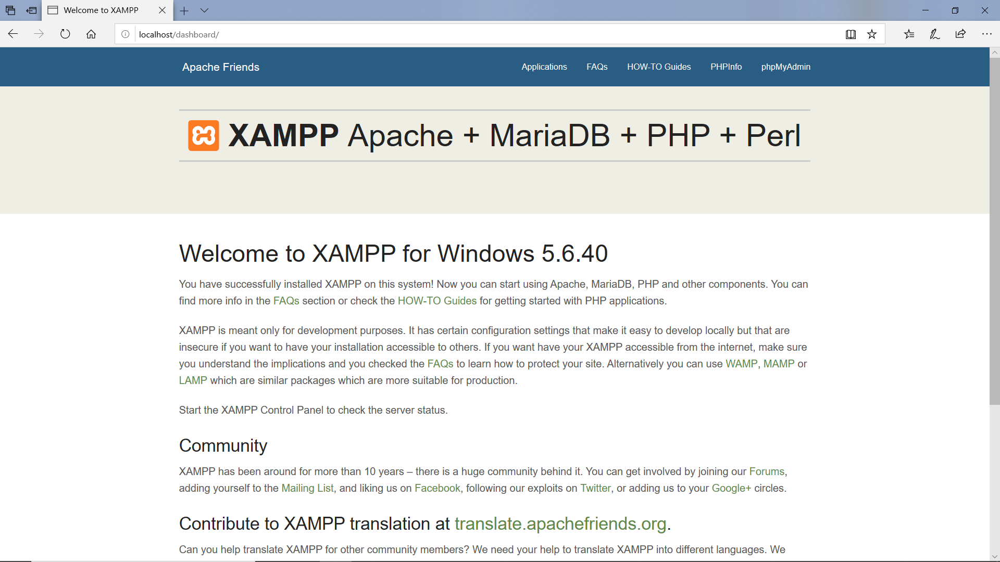 Welcome to XAMPP
localhost/dashboard/
Apache Friends
Applications FAQs HOW-TO Guides PHPInfo phpMyAdmin
XAMPP Apache + MariaDB + PHP + Perl
Welcome to XAMPP for Windows 5.6.40
You have successfully installed XAMPP on this system! Now you can start using Apache, MariaDB, PHP and other components. You can
find more info in the FAQs section or check the HOW-TO Guides for getting started with PHP applications.
XAMPP is meant only for development purposes. It has certain configuration settings that make it easy to develop locally but that are
insecure if you want to have your installation accessible to others. If you want have your XAMPP accessible from the internet, make sure
you understand the implications and you checked the FAQs to learn how to protect your site. Alternatively you can use WAMP, MAMP or
LAMP which are similar packages which are more suitable for production.
Start the XAMPP Control Panel to check the server status.
Community
XAMPP has been around for more than 10 years – there is a huge community behind it. You can get involved by joining our Forums,
adding yourself to the Mailing List, and liking us on Facebook, following our exploits on Twitter, or adding us to your Google+ circles.
Contribute to XAMPP translation at translate.apachefriends.org.
Can you help translate XAMPP for other community members? We need your help to translate XAMPP into different languages. We